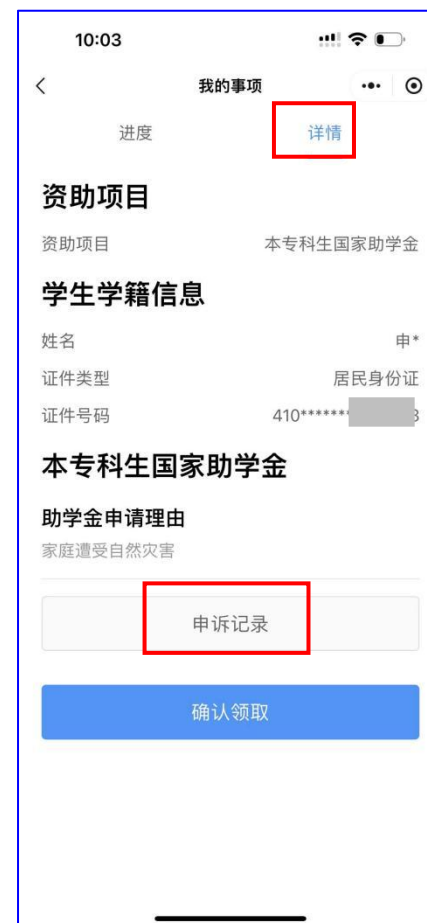 10:03
我的事项
进度 详情
资助项目
资助项目 本专科生国家助学金
学生学籍信息
姓名 申*
证件类型 居民身份证
证件号码 410*******
本专科生国家助学金
助学金申请理由
家庭遭受自然灾害
申诉记录
确认领取